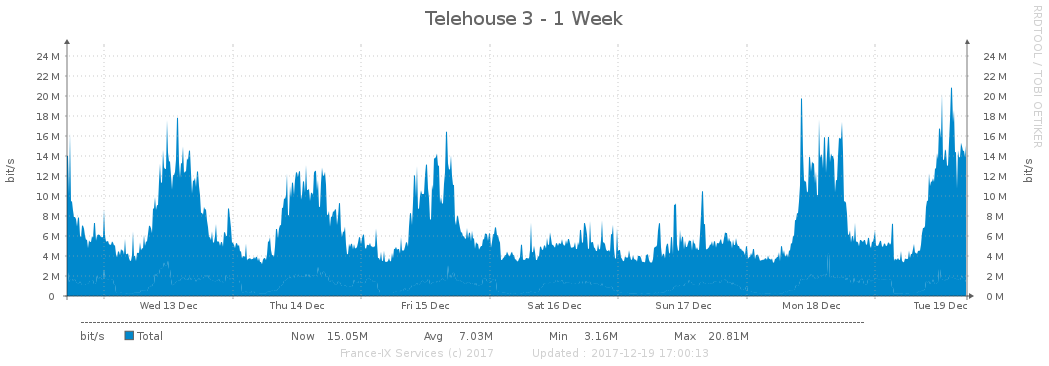 Telehouse 3 - 1 Week
RRDTOOL / TOBI OETIKER
bit/s
24 M 24 M
22 M 22 M
20 M 20 M
18 M 18 M
16 M 16 M
14 M 14 M
12 M 12 M
10 M 10 M
8 M 8 M
6 M 6 M
4 M 4 M
2 M 2 M
0 0 M
bit/s
Wed 13 Dec Thu 14 Dec Fri 15 Dec Sat 16 Dec Sun 17 Dec Mon 18 Dec Tue 19 Dec
bit/s Total Now 15.05M Avg 7.03M Min 3.16M Max 20.81M
France-IX Services (c) 2017 Updated : 2017-12-19 17:00:13